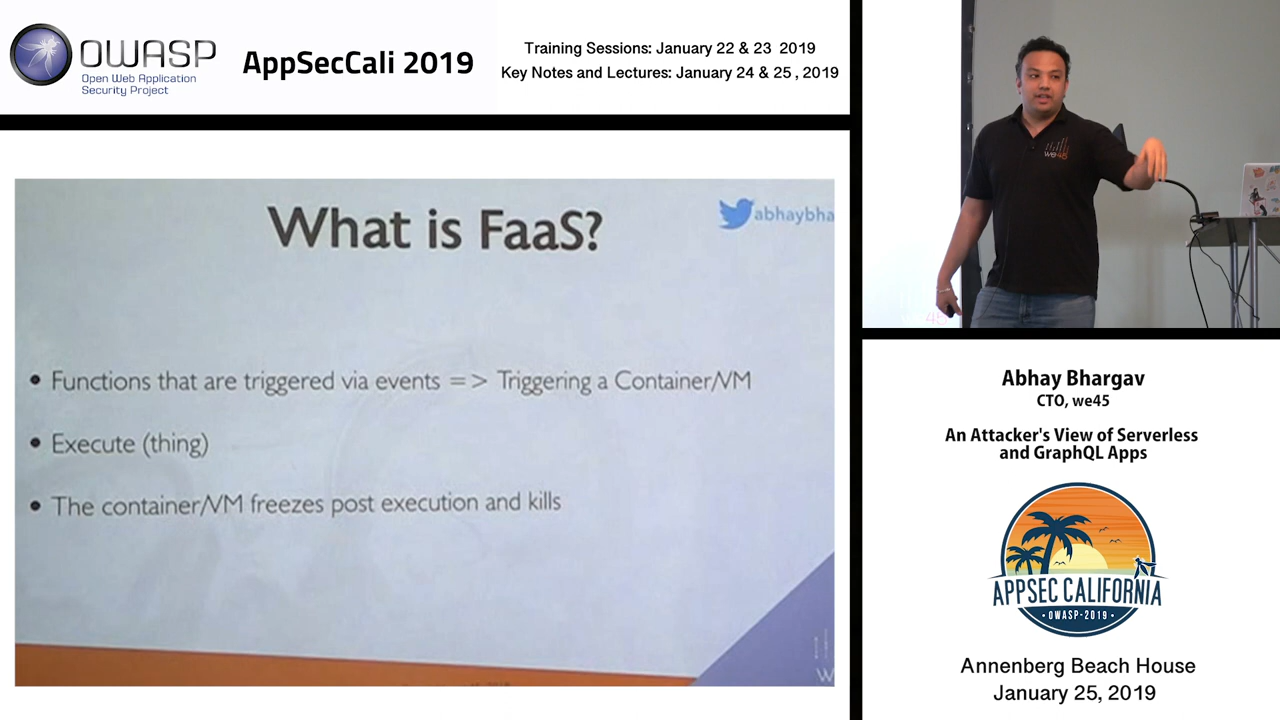 OWASP
Open Web Application
Security Project
AppSecCali 2019
Training Sessions: January 22 & 23 2019
Key Notes and Lectures: January 24 & 25 , 2019
What is FaaS?
abhaybha
• Functions that are triggered via events => Triggering a Container/VM
• Execute (thing)
• The container/VM freezes post execution and kills
we45
45
Abhay Bhargav
CTO, we45
An Attacker's View of Serverless
and GraphQL Apps
APPSEC CALIFORNIA
• OWASP-2019 •
Annenberg Beach House
January 25, 2019